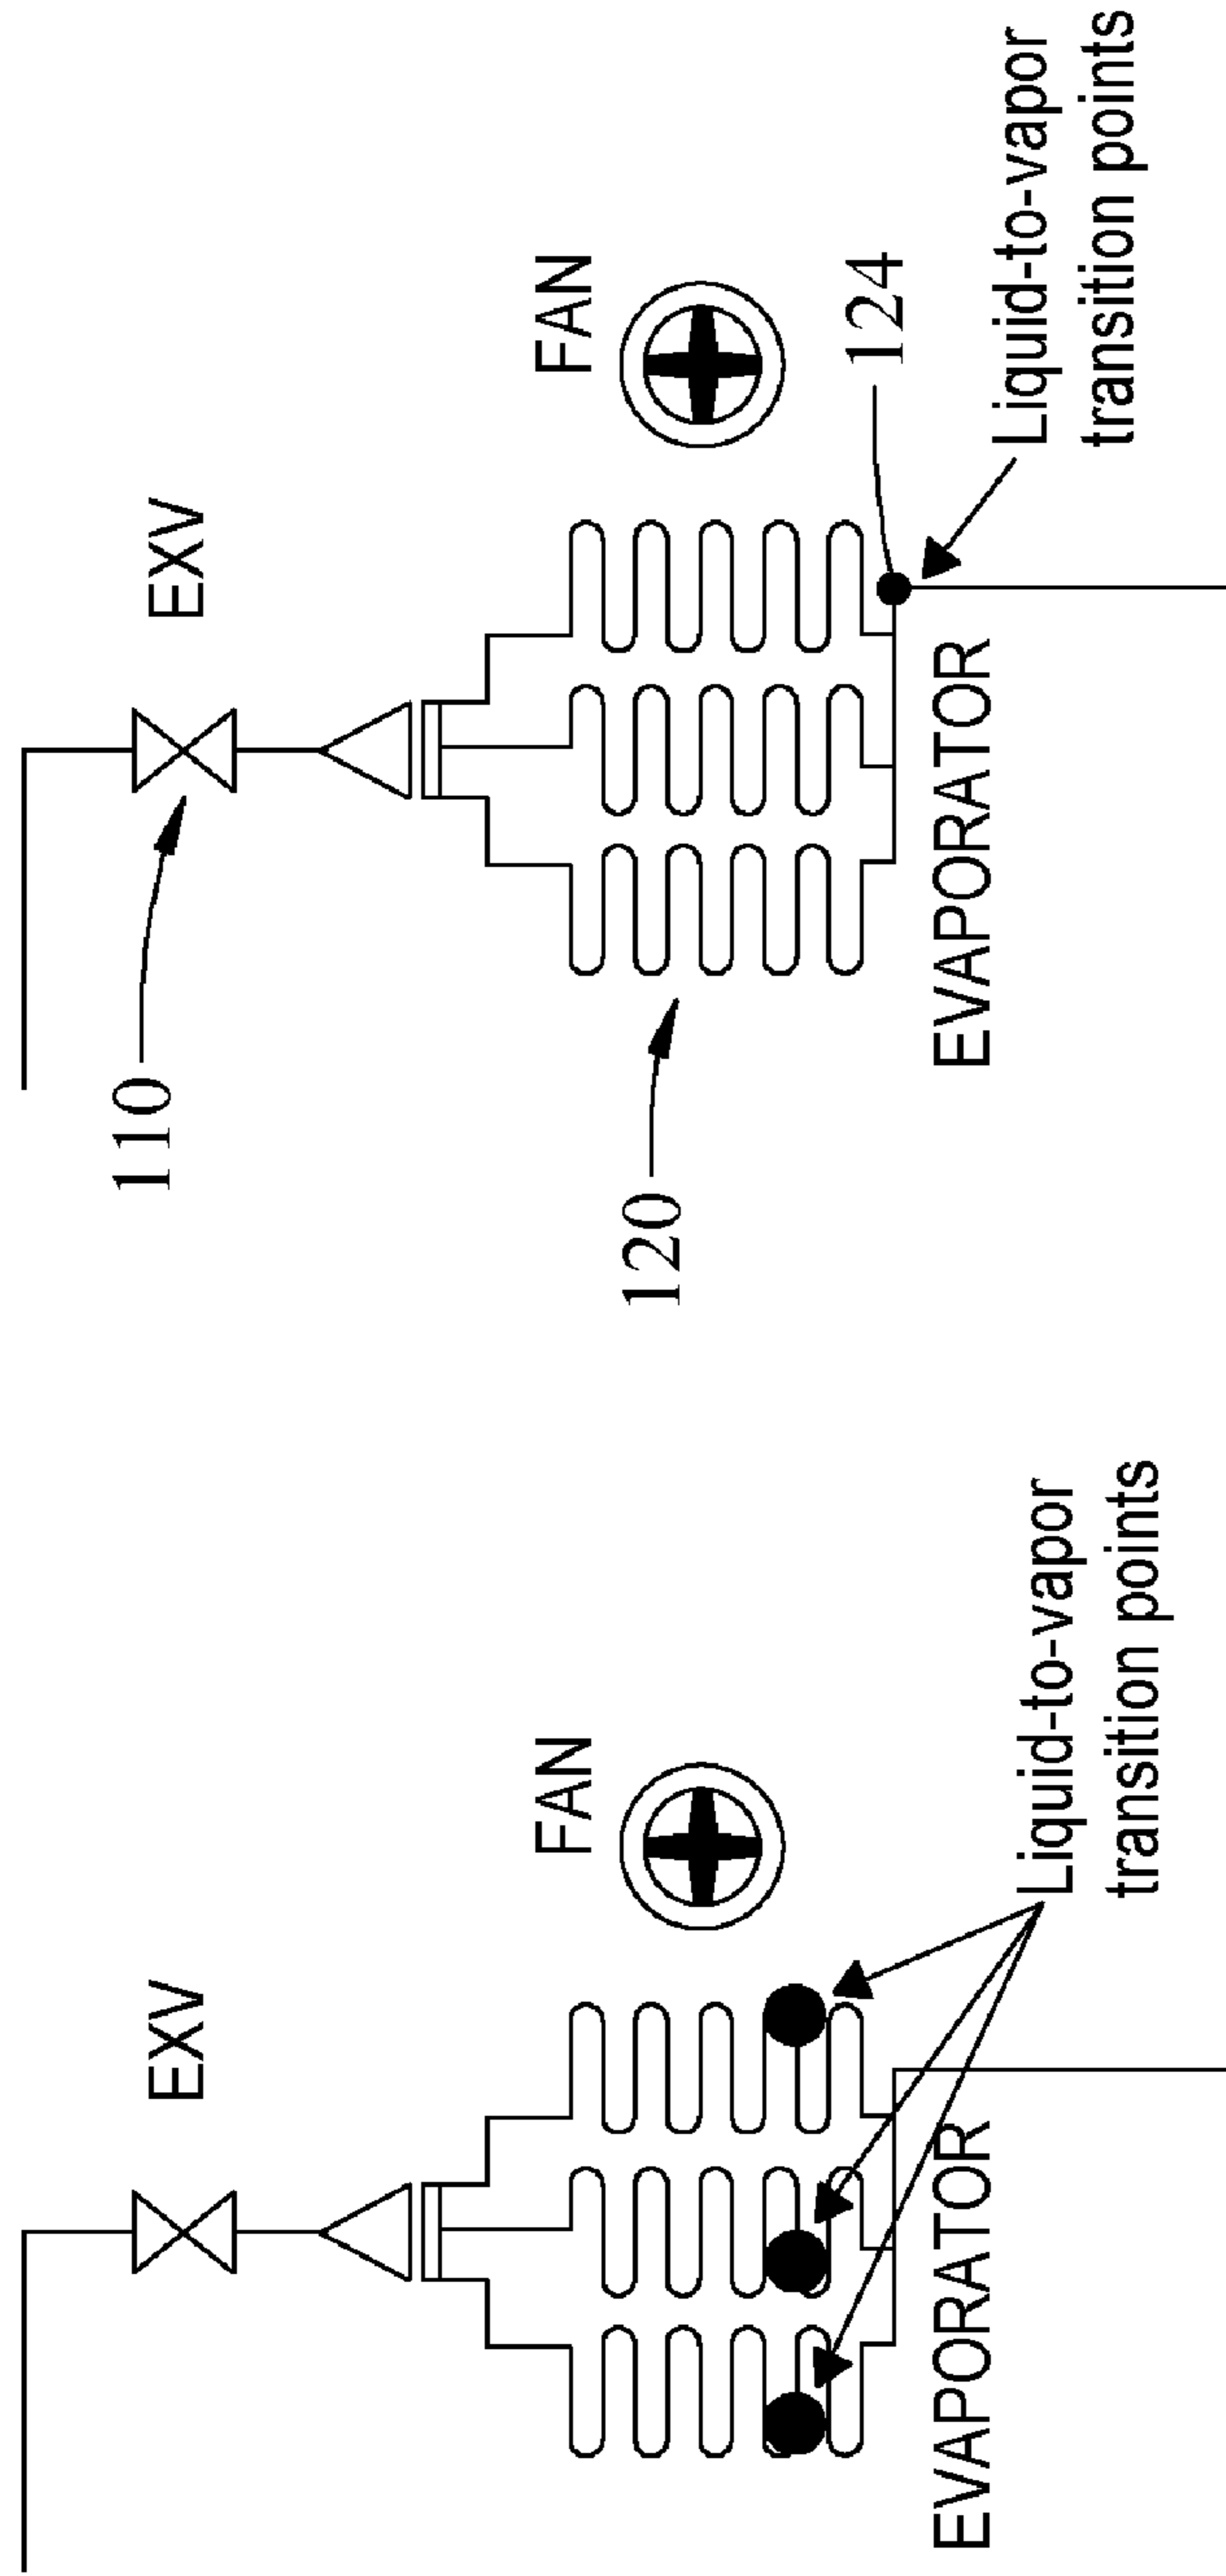 EXV
FAN
EVAPORATOR
Liquid-to-vapor
transition points
110
EXV
120
FAN
124
EVAPORATOR
Liquid-to-vapor
transition points